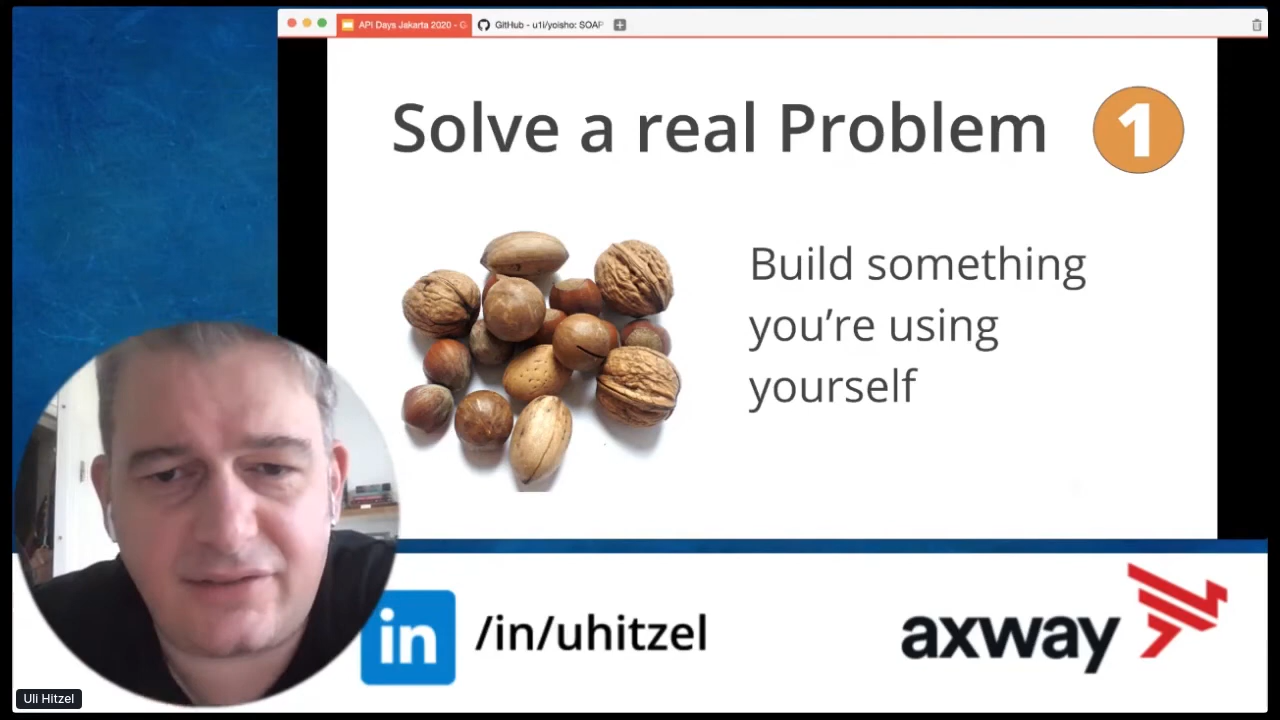 API Days Jakarta 2020 - G
GitHub - u1i/yoisho: SOAP
Solve a real Problem
1
Build something
you're using
yourself
in
/in/uhitzel
axway
Uli Hitzel